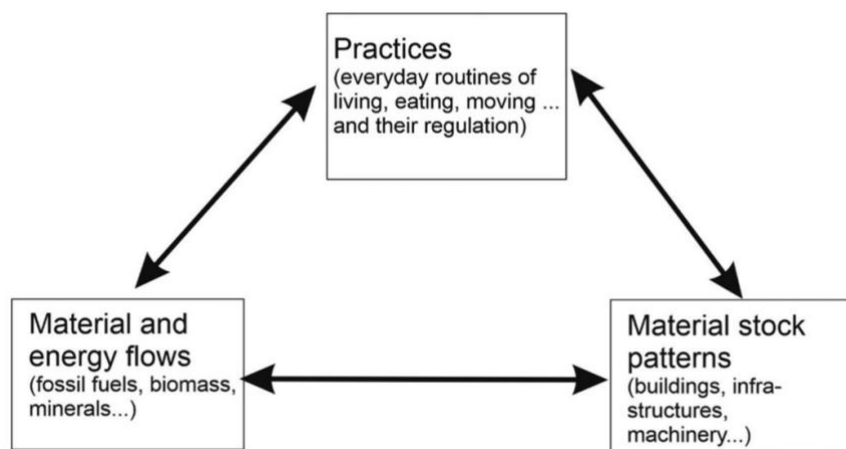 Practices
(everyday routines of
living, eating, moving ...
and their regulation)
Material and
energy flows
(fossil fuels, biomass,
minerals...)
Material stock
patterns
(buildings, infra-
structures,
machinery...)